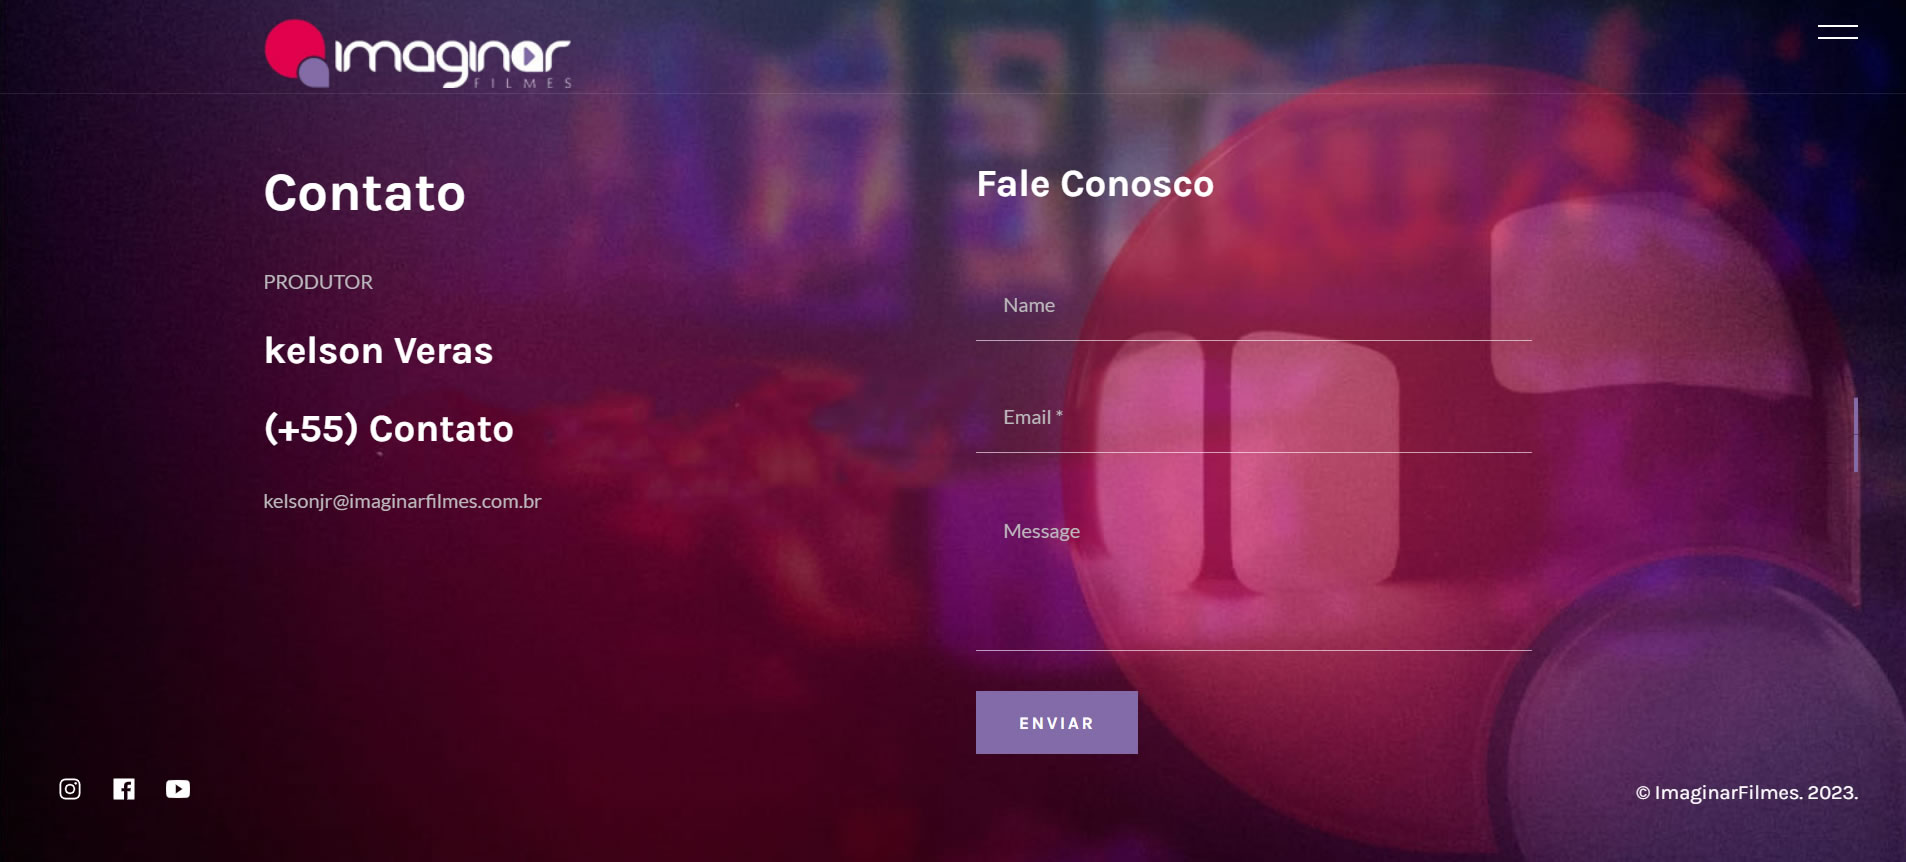 imaginar
FILMES
Contato
PRODUTOR
kelson Veras
(+55) Contato
kelsonjr@imaginarfilmes.com.br
Fale Conosco
Name
Email *
Message
ENVIAR
© ImaginarFilmes. 2023.